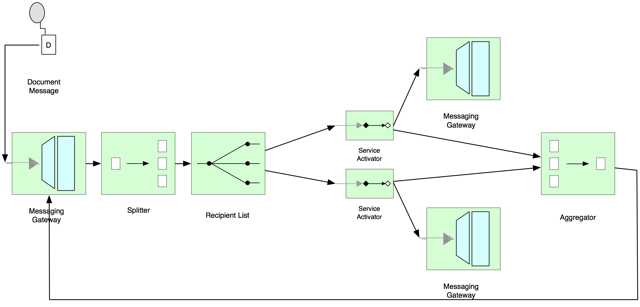 D
Document
Message
Messaging
Gateway
Splitter
Recipient List
Service
Activator
Service
Activator
Messaging
Gateway
Messaging
Gateway
Aggregator